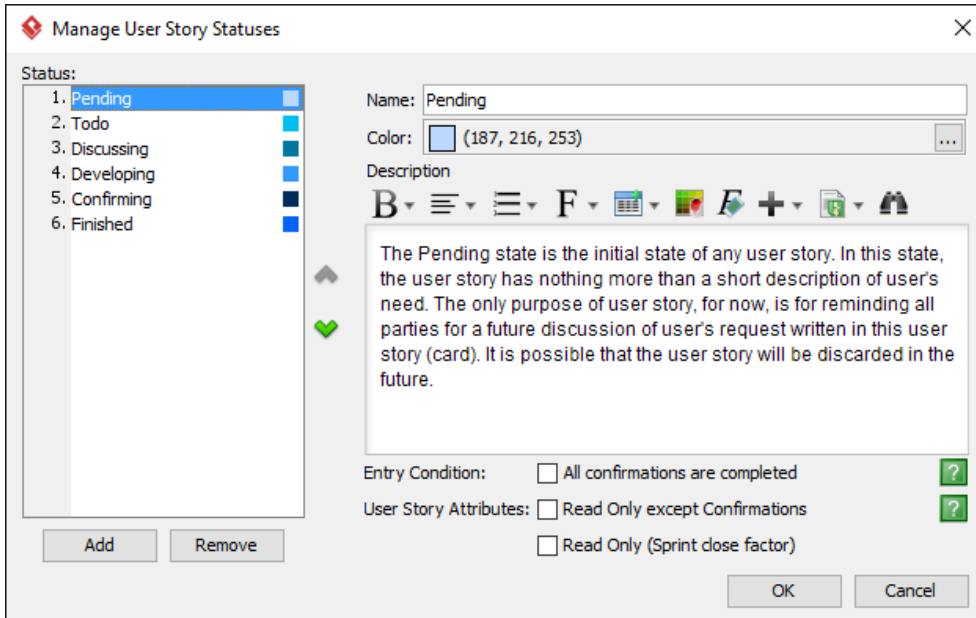 Manage User Story Statuses
Status:
1. Pending
2. Todo
3. Discussing
4. Developing
5. Confirming
6. Finished
Add
Remove
Name: Pending
Color: (187, 216, 253) ...
Description
B F F
The Pending state is the initial state of any user story. In this state,
the user story has nothing more than a short description of user's
need. The only purpose of user story, for now, is for reminding all
parties for a future discussion of user's request written in this user
story (card). It is possible that the user story will be discarded in the
future.
Entry Condition: All confirmations are completed ?
User Story Attributes: Read Only except Confirmations ?
Read Only (Sprint close factor)
OK Cancel